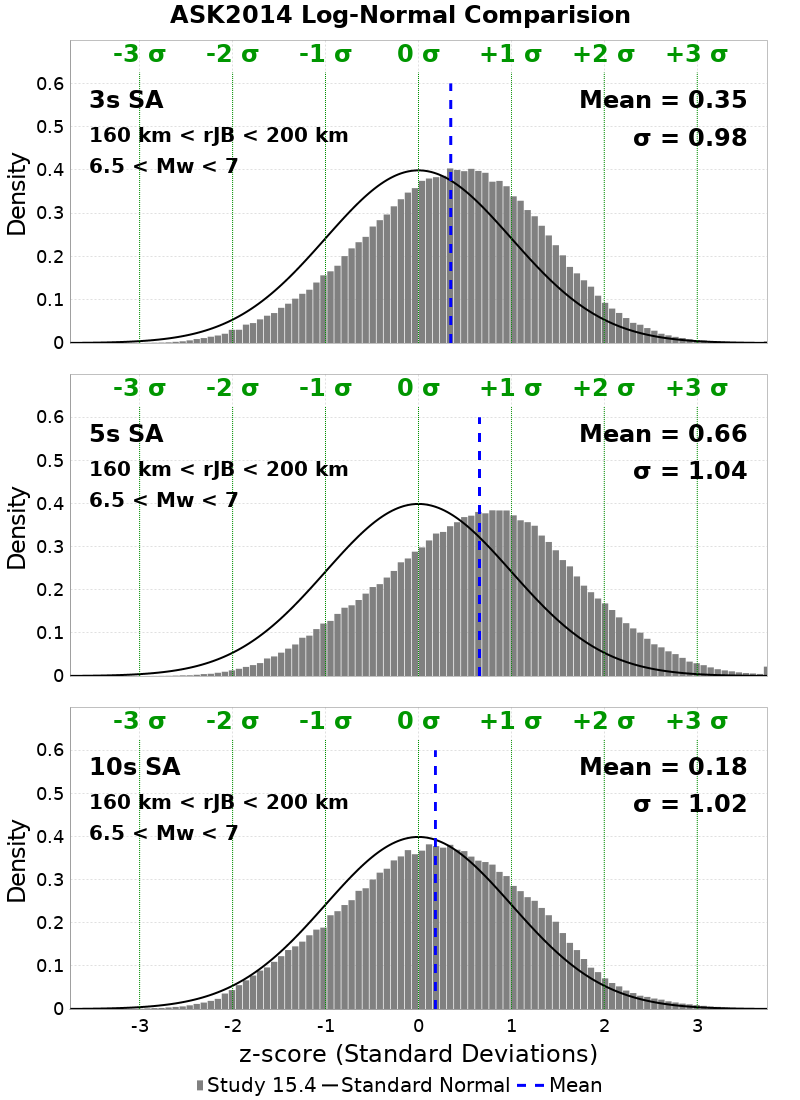 ASK2014 Log-Normal Comparision
-3 σ -2 σ -1 σ 0 σ +1 σ +2 σ +3 σ
0.6
3s SA Mean = 0.35
0.5
160 km < rJB < 200 km σ = 0.98
6.5 < Mw < 7
0.4
0.3
0.2
0.1
0
Density
-3 σ -2 σ -1 σ 0 σ +1 σ +2 σ +3 σ
0.6
5s SA Mean = 0.66
0.5
160 km < rJB < 200 km σ = 1.04
6.5 < Mw < 7
0.4
0.3
0.2
0.1
0
Density
-3 σ -2 σ -1 σ 0 σ +1 σ +2 σ +3 σ
0.6
10s SA Mean = 0.18
0.5
160 km < rJB < 200 km σ = 1.02
6.5 < Mw < 7
0.4
0.3
0.2
0.1
0
Density
-3 -2 -1 0 1 2 3
z-score (Standard Deviations)
Study 15.4 Standard Normal Mean